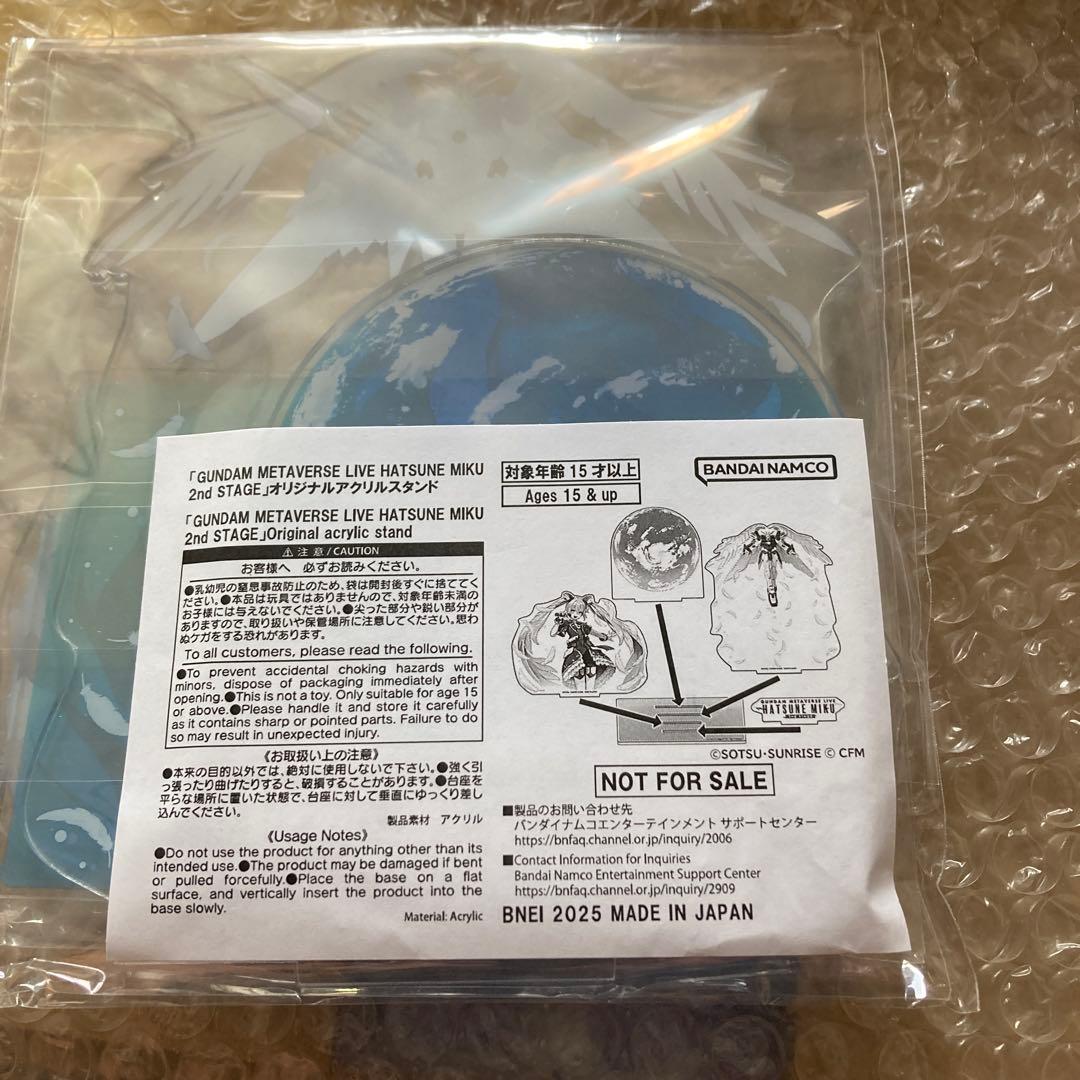 「GUNDAM METAVERSE LIVE HATSUNE MIKU
2nd STAGE」オリジナルアクリルスタンド
「GUNDAM METAVERSE LIVE HATSUNE MIKU
2nd STAGE」Original acrylic stand
⚠ 注 意 / CAUTION
お客様へ 必ずお読みください。
●乳幼児の窒息事故防止のため、袋は開封後すぐに捨ててく
ださい。●本品は玩具ではありませんので、対象年齢未満の
お子様には与えないでください。●尖った部分や鋭い部分が
ありますので、取り扱いや保管場所に注意してください。思わ
ぬケガをする恐れがあります。
To all customers, please read the following.
●To prevent accidental choking hazards with
minors, dispose of packaging immediately after
opening.●This is not a toy. Only suitable for age 15
or above.●Please handle it and store it carefully
as it contains sharp or pointed parts. Failure to do
so may result in unexpected injury.
《お取扱い上の注意》
●本来の目的以外では、絶対に使用しないで下さい。●強く引
っ張ったり曲げたりすると、破損することがあります。●台座を
平らな場所に置いた状態で、台座に対して垂直にゆっくり差し
込んでください。
製品素材 アクリル
《Usage Notes》
●Do not use the product for anything other than its
intended use.●The product may be damaged if bent
or pulled forcefully.●Place the base on a flat
surface, and vertically insert the product into the
base slowly.
Material: Acrylic
対象年齢 15 才以上
Ages 15 & up
BANDAI NAMCO
GUNDAM METAVERSE LIVE
HATSUNE MIKU
2nd STAGE
©SOTSU・SUNRISE © CFM
NOT FOR SALE
■製品のお問い合わせ先
バンダイナムコエンターテインメント サポートセンター
https://bnfaq.channel.or.jp/inquiry/2006
■Contact Information for Inquiries
Bandai Namco Entertainment Support Center
https://bnfaq.channel.or.jp/inquiry/2909
BNEI 2025 MADE IN JAPAN